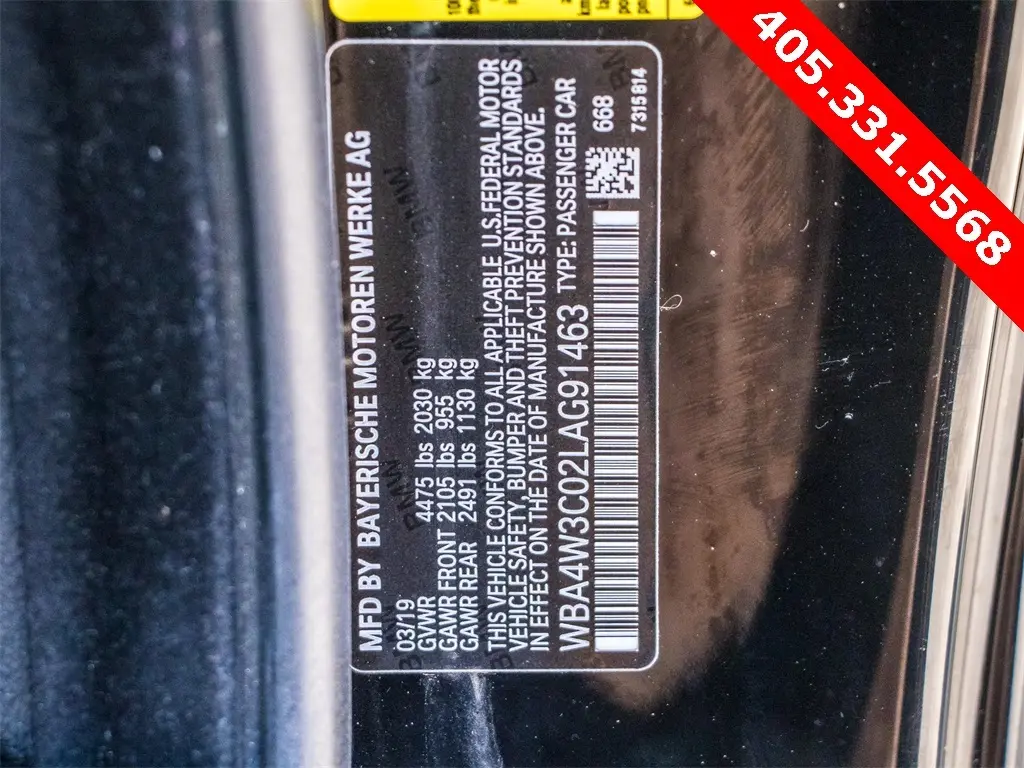 405.331.5568
MFD BY BAYERISCHE MOTOREN WERKE AG
03/19
GVWR 4475 lbs 2030 kg
GAWR FRONT 2105 lbs 955 kg
GAWR REAR 2491 lbs 1130 kg
THIS VEHICLE CONFORMS TO ALL APPLICABLE U.S. FEDERAL MOTOR
VEHICLE SAFETY, BUMPER AND THEFT PREVENTION STANDARDS
IN EFFECT ON THE DATE OF MANUFACTURE SHOWN ABOVE.
WBA4W3C02LAG91463 TYPE: PASSENGER CAR
668
7315814